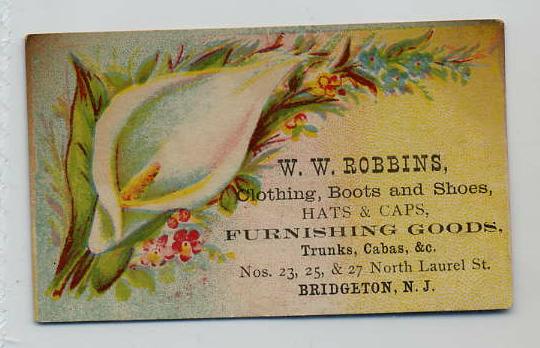 W. W. ROBBINS,
Clothing, Boots and Shoes,
HATS & CAPS,
FURNISHING GOODS,
Trunks, Cabas, &c.
Nos. 23, 25, & 27 North Laurel St.
BRIDGETON, N. J.